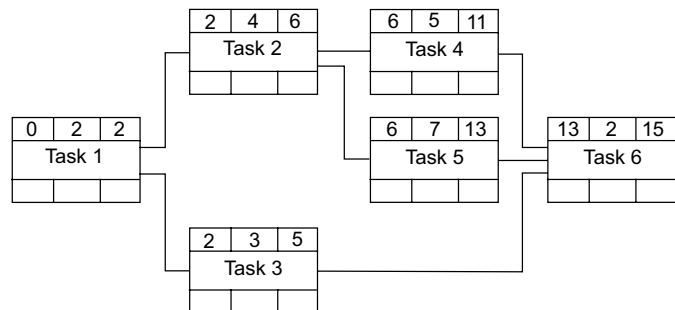 2 4 6
Task 2
6 5 11
Task 4
0 2 2
Task 1
6 7 13
Task 5
13 2 15
Task 6
2 3 5
Task 3